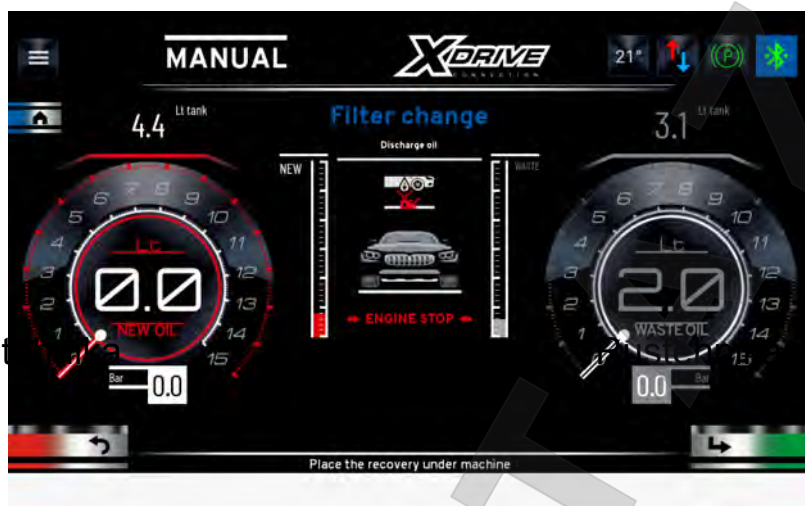 MANUAL
XDRIVE
CONNECTION
21°
(P)
4.4 Lt tank
Filter change
3.1 Lt tank
Discharge oil
NEW
WASTE
1 2 3 4 5 6 7 8 9 10 11 12 13 14 15
Lt
0.0
NEW OIL
Bar 0.0
ENGINE STOP
1 2 3 4 5 6 7 8 9 10 11 12 13 14 15
Lt
2.0
WASTE OIL
0.0 Bar
Place the recovery under machine